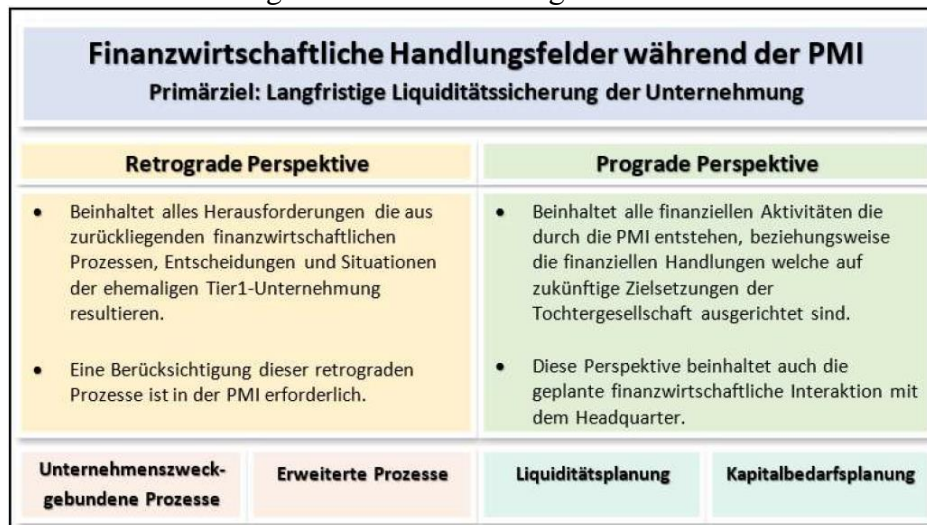 Finanzwirtschaftliche Handlungsfelder während der PMI
Primärziel: Langfristige Liquiditätssicherung der Unternehmung
Retrograde Perspektive
Prograde Perspektive
• Beinhaltet alles Herausforderungen die aus
zurückliegenden finanzwirtschaftlichen
Prozessen, Entscheidungen und Situationen
der ehemaligen Tier1-Unternehmung
resultieren.
• Eine Berücksichtigung dieser retrograden
Prozesse ist in der PMI erforderlich.
• Beinhaltet alle finanziellen Aktivitäten die
durch die PMI entstehen, beziehungsweise
die finanziellen Handlungen welche auf
zukünftige Zielsetzungen der
Tochtergesellschaft ausgerichtet sind.
• Diese Perspektive beinhaltet auch die
geplante finanzwirtschaftliche Interaktion mit
dem Headquarter.
Unternehmenszweck-
gebundene Prozesse
Erweiterte Prozesse
Liquiditätsplanung
Kapitalbedarfsplanung